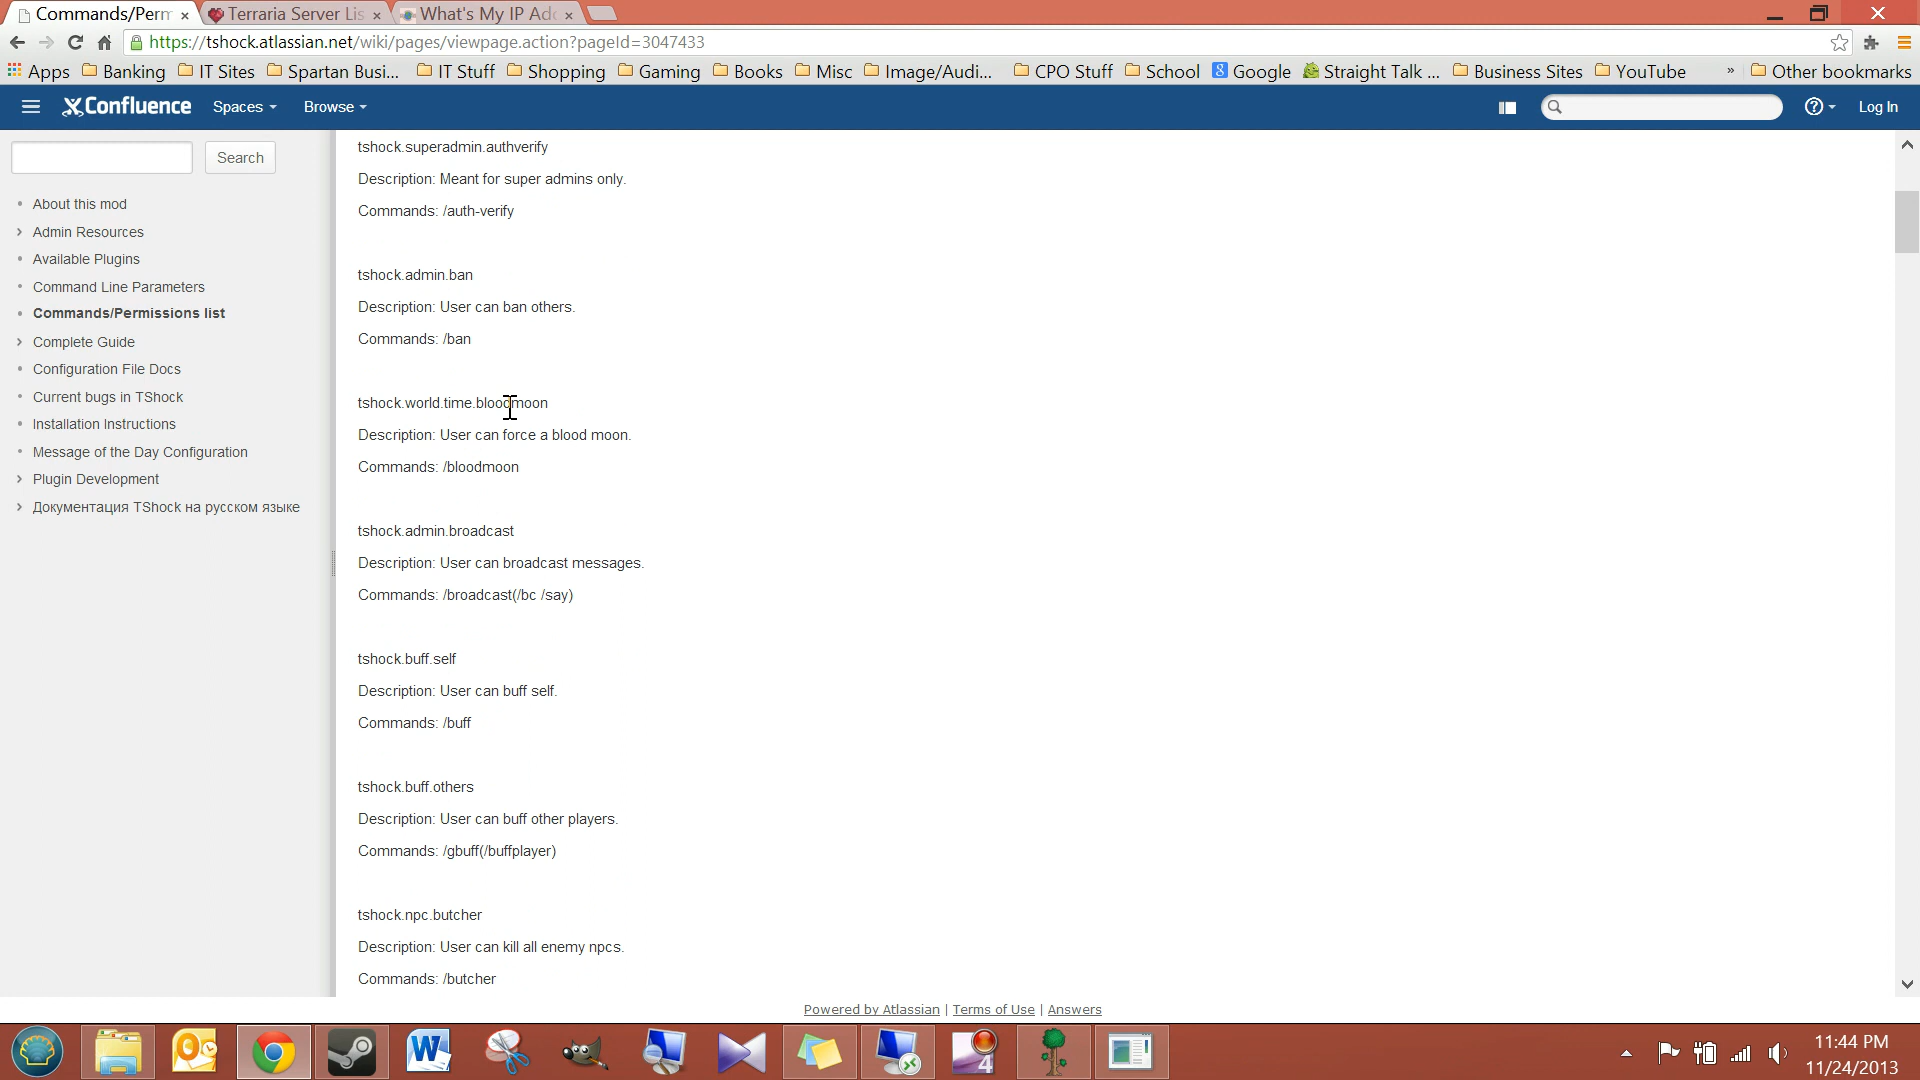 Commands/Perm
Terraria Server Lis
What's My IP Add
https://tshock.atlassian.net/wiki/pages/viewpage.action?pageId=3047433
Apps Banking IT Sites Spartan Busi... IT Stuff Shopping Gaming Books Misc Image/Audi... CPO Stuff School Google Straight Talk ... Business Sites YouTube » Other bookmarks
Confluence Spaces Browse Log In
Search
About this mod
Admin Resources
Available Plugins
Command Line Parameters
Commands/Permissions list
Complete Guide
Configuration File Docs
Current bugs in TShock
Installation Instructions
Message of the Day Configuration
Plugin Development
Документация TShock на русском языке
tshock.superadmin.authverify
Description: Meant for super admins only.
Commands: /auth-verify
tshock.admin.ban
Description: User can ban others.
Commands: /ban
tshock.world.time.bloodmoon
Description: User can force a blood moon.
Commands: /bloodmoon
tshock.admin.broadcast
Description: User can broadcast messages.
Commands: /broadcast(/bc /say)
tshock.buff.self
Description: User can buff self.
Commands: /buff
tshock.buff.others
Description: User can buff other players.
Commands: /gbuff(/buffplayer)
tshock.npc.butcher
Description: User can kill all enemy npcs.
Commands: /butcher
Powered by Atlassian | Terms of Use | Answers
11:44 PM
11/24/2013